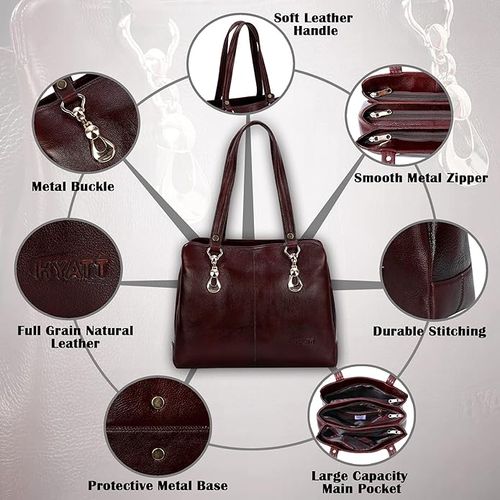 Soft Leather
Handle
Metal Buckle
Smooth Metal Zipper
HYATT
Full Grain Natural
Leather
HYATT
Durable Stitching
Protective Metal Base
Large Capacity
Main Pocket